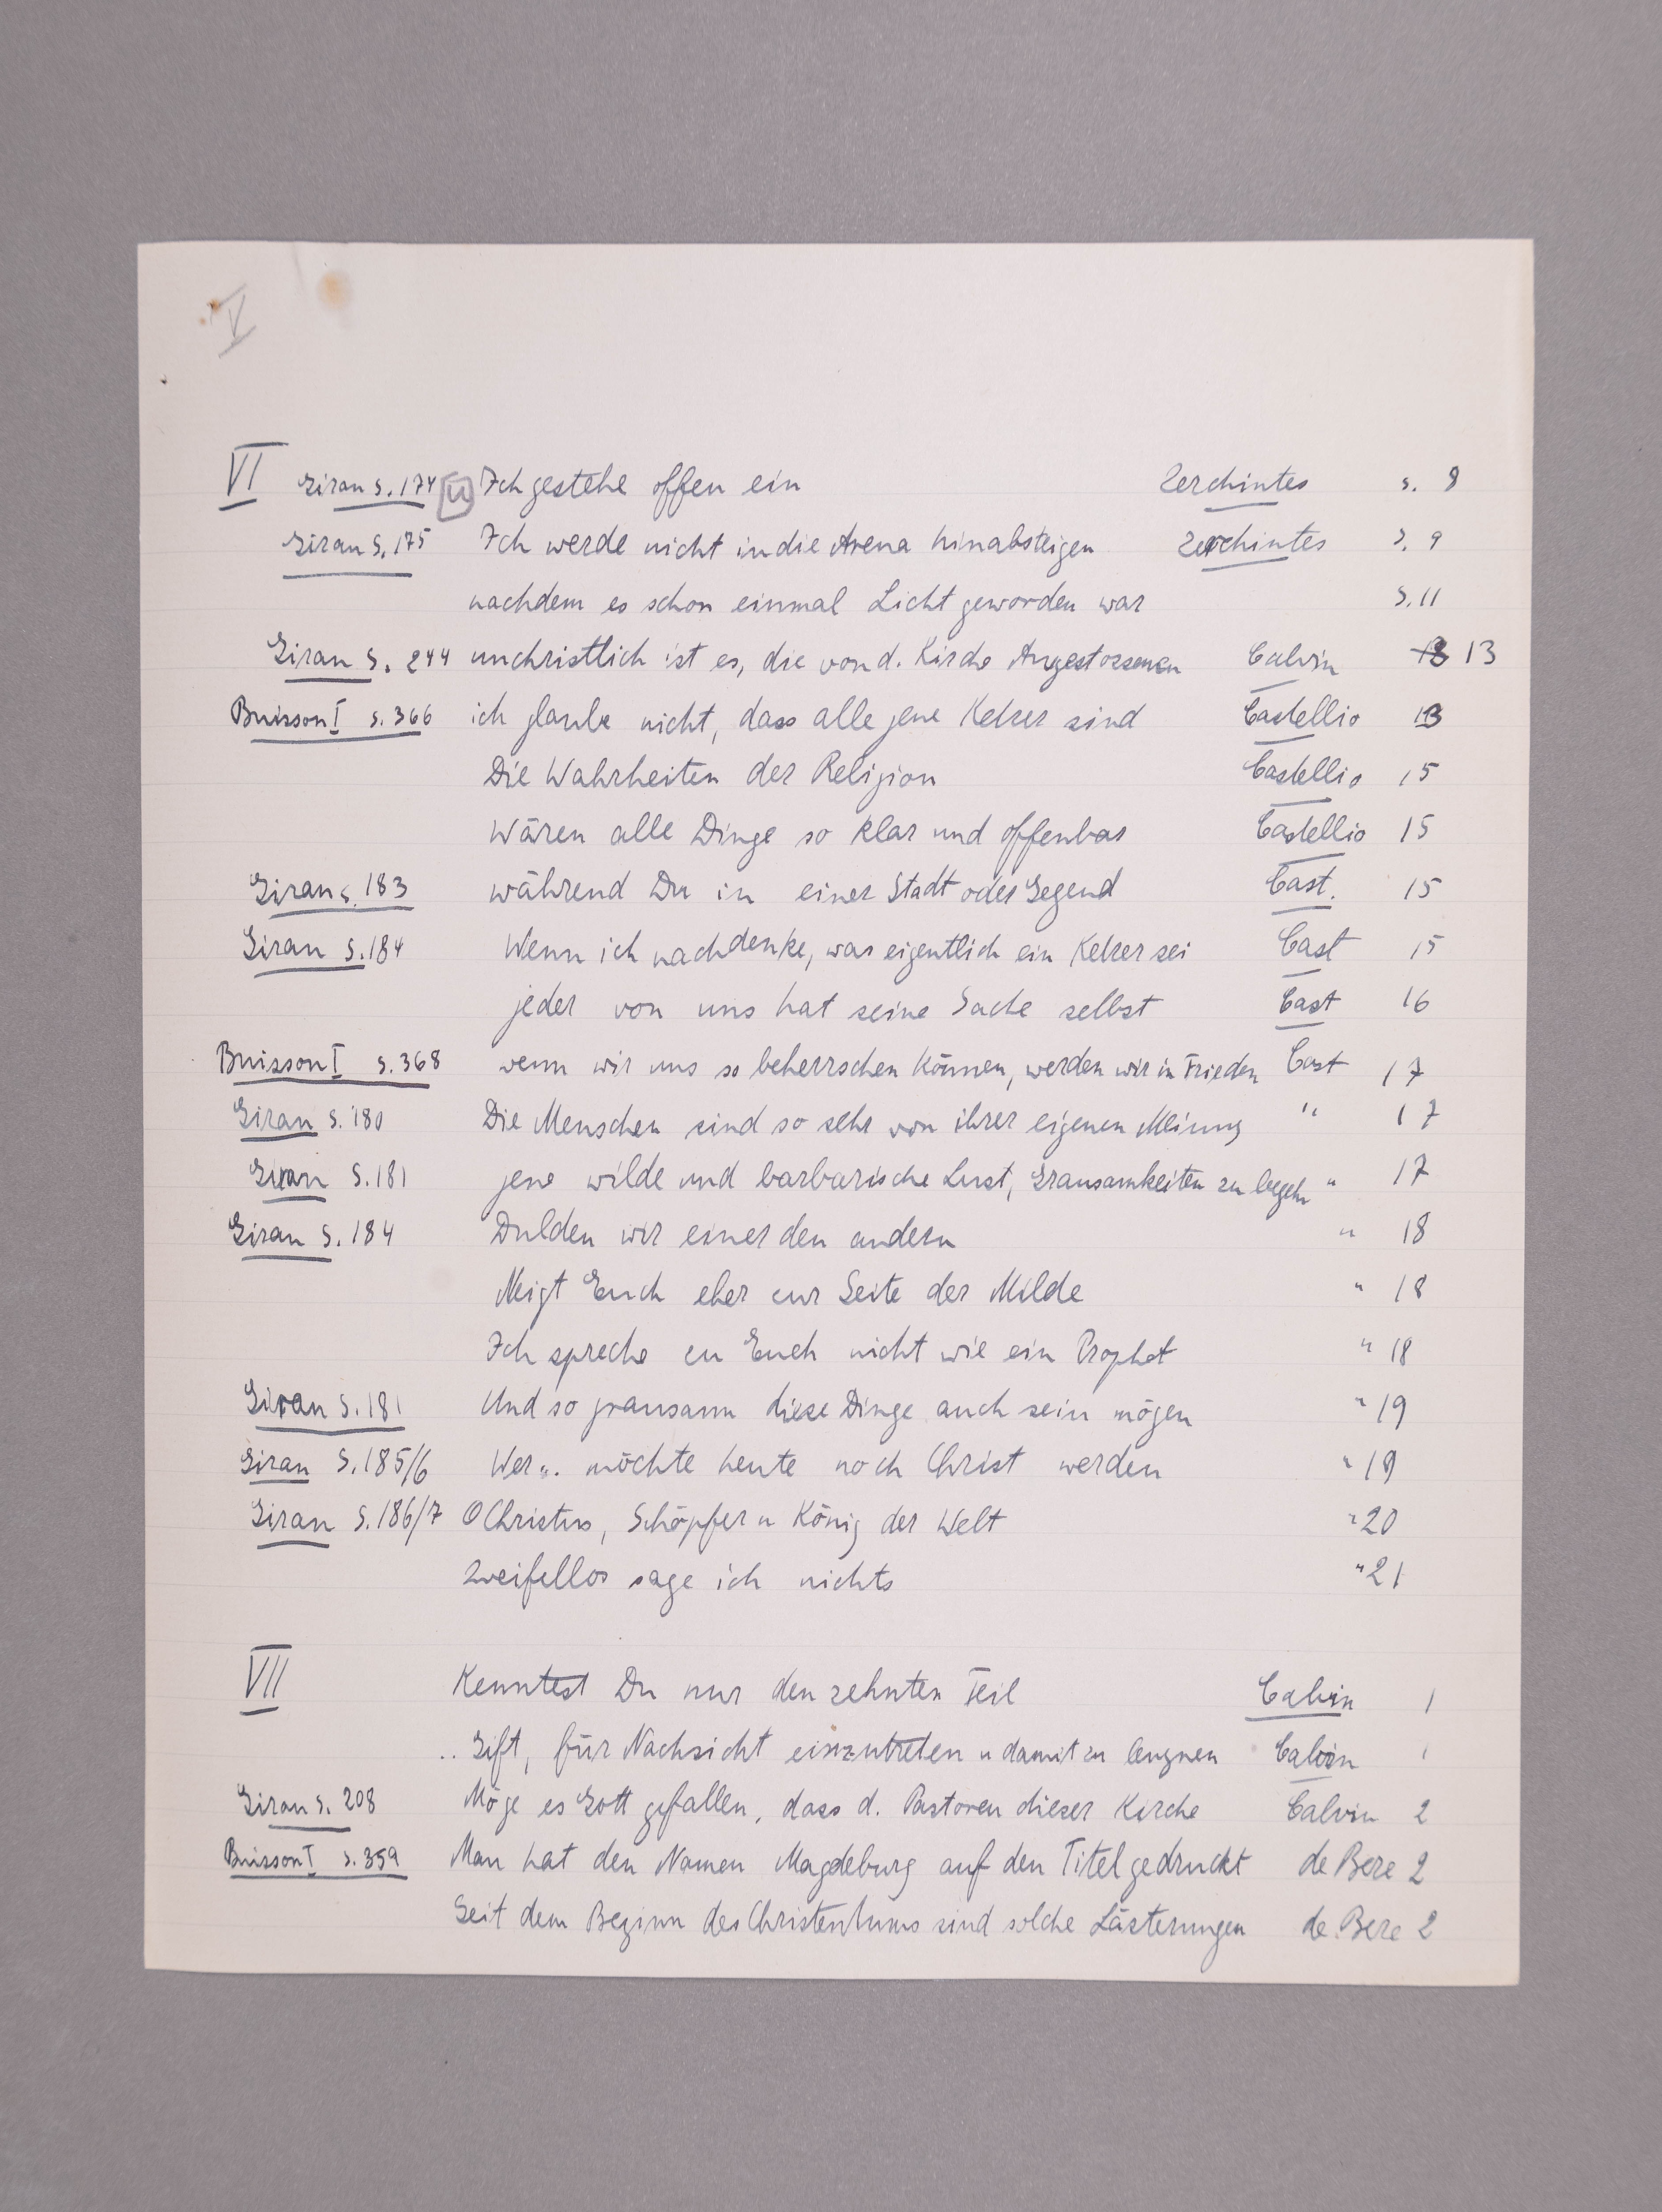 V
VI Giran S. 174 ü Ich gestehe offen ein Zerchintes S. 8
Giran S. 175 Ich werde nicht in die Arena hinabsteigen Zerchintes S. 9
nachdem es schon einmal Licht geworden war S. 11
Giran S. 244 unchristlich ist es, die von d. Kirche Ausgestossenen Calvin 13
Buisson I S. 366 ich glaube nicht, dass alle jene Ketzer sind Castellio 13
Die Wahrheiten der Religion Castellio 15
Wären alle Dinge so klar und offenbar Castellio 15
Giran S. 183 während Du in einer Stadt oder Gegend Cast. 15
Giran S. 184 Wenn ich nachdenke, was eigentlich ein Ketzer sei Cast 15
jeder von uns hat seine Sache selbst Cast 16
Buisson I S. 368 wenn wir uns so beherrschen können, werden wir in Frieden Cast 17
Giran S. 180 Die Menschen sind so sehr von ihrer eigenen Meinung " 17
Giran S. 181 jene wilde und barbarische Lust, Grausamkeiten zu begehn " 17
Giran S. 184 Dulden wir einer den andern " 18
Neigt Euch eher zur Seite der Milde " 18
Ich spreche zu Euch nicht wie ein Prophet " 18
Giran S. 181 Und so grausam diese Dinge auch sein mögen " 19
Giran S. 185/6 Wer ... möchte heute noch Christ werden " 19
Giran S. 186/7 O Christus, Schöpfer u König der Welt " 20
Zweifellos sage ich nichts " 21
VII Kenntest Du nur den zehnten Teil Calvin 1
.. Gift, für Nachsicht einzutreten u damit zu leugnen Calvin 1
Giran S. 208 Möge es Gott gefallen, dass d. Pastoren dieser Kirche Calvin 2
Buisson I S. 359 Man hat den Namen Magdeburg auf den Titel gedruckt de Beze 2
Seit dem Beginn des Christentums sind solche Lästerungen de Beze 2